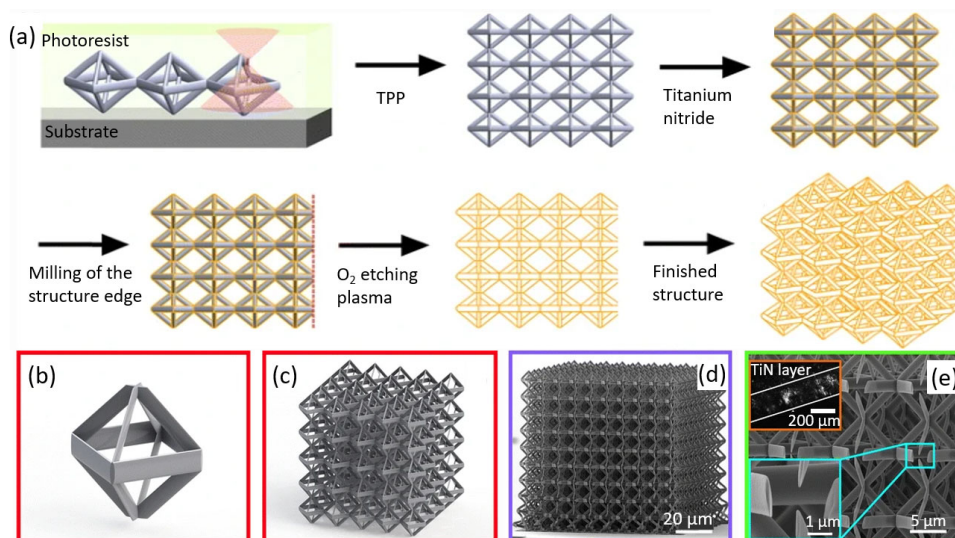 (a)
Photoresist
Substrate
TPP
Titanium
nitride
Milling of the
structure edge
O₂ etching
plasma
Finished
structure
(b)
(c)
(d)
20 µm
(e)
TiN layer
200 µm
1 µm
5 µm